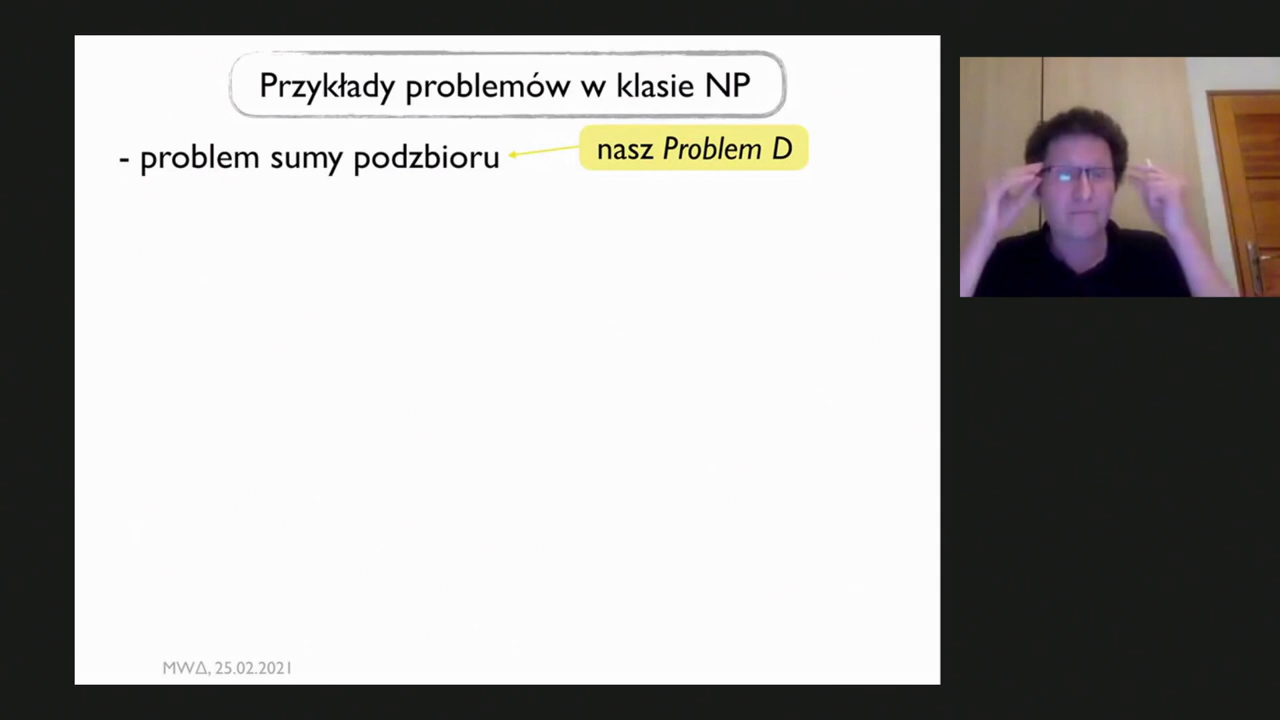 Przykłady problemów w klasie NP
- problem sumy podzbioru
nasz Problem D
MWΔ, 25.02.2021